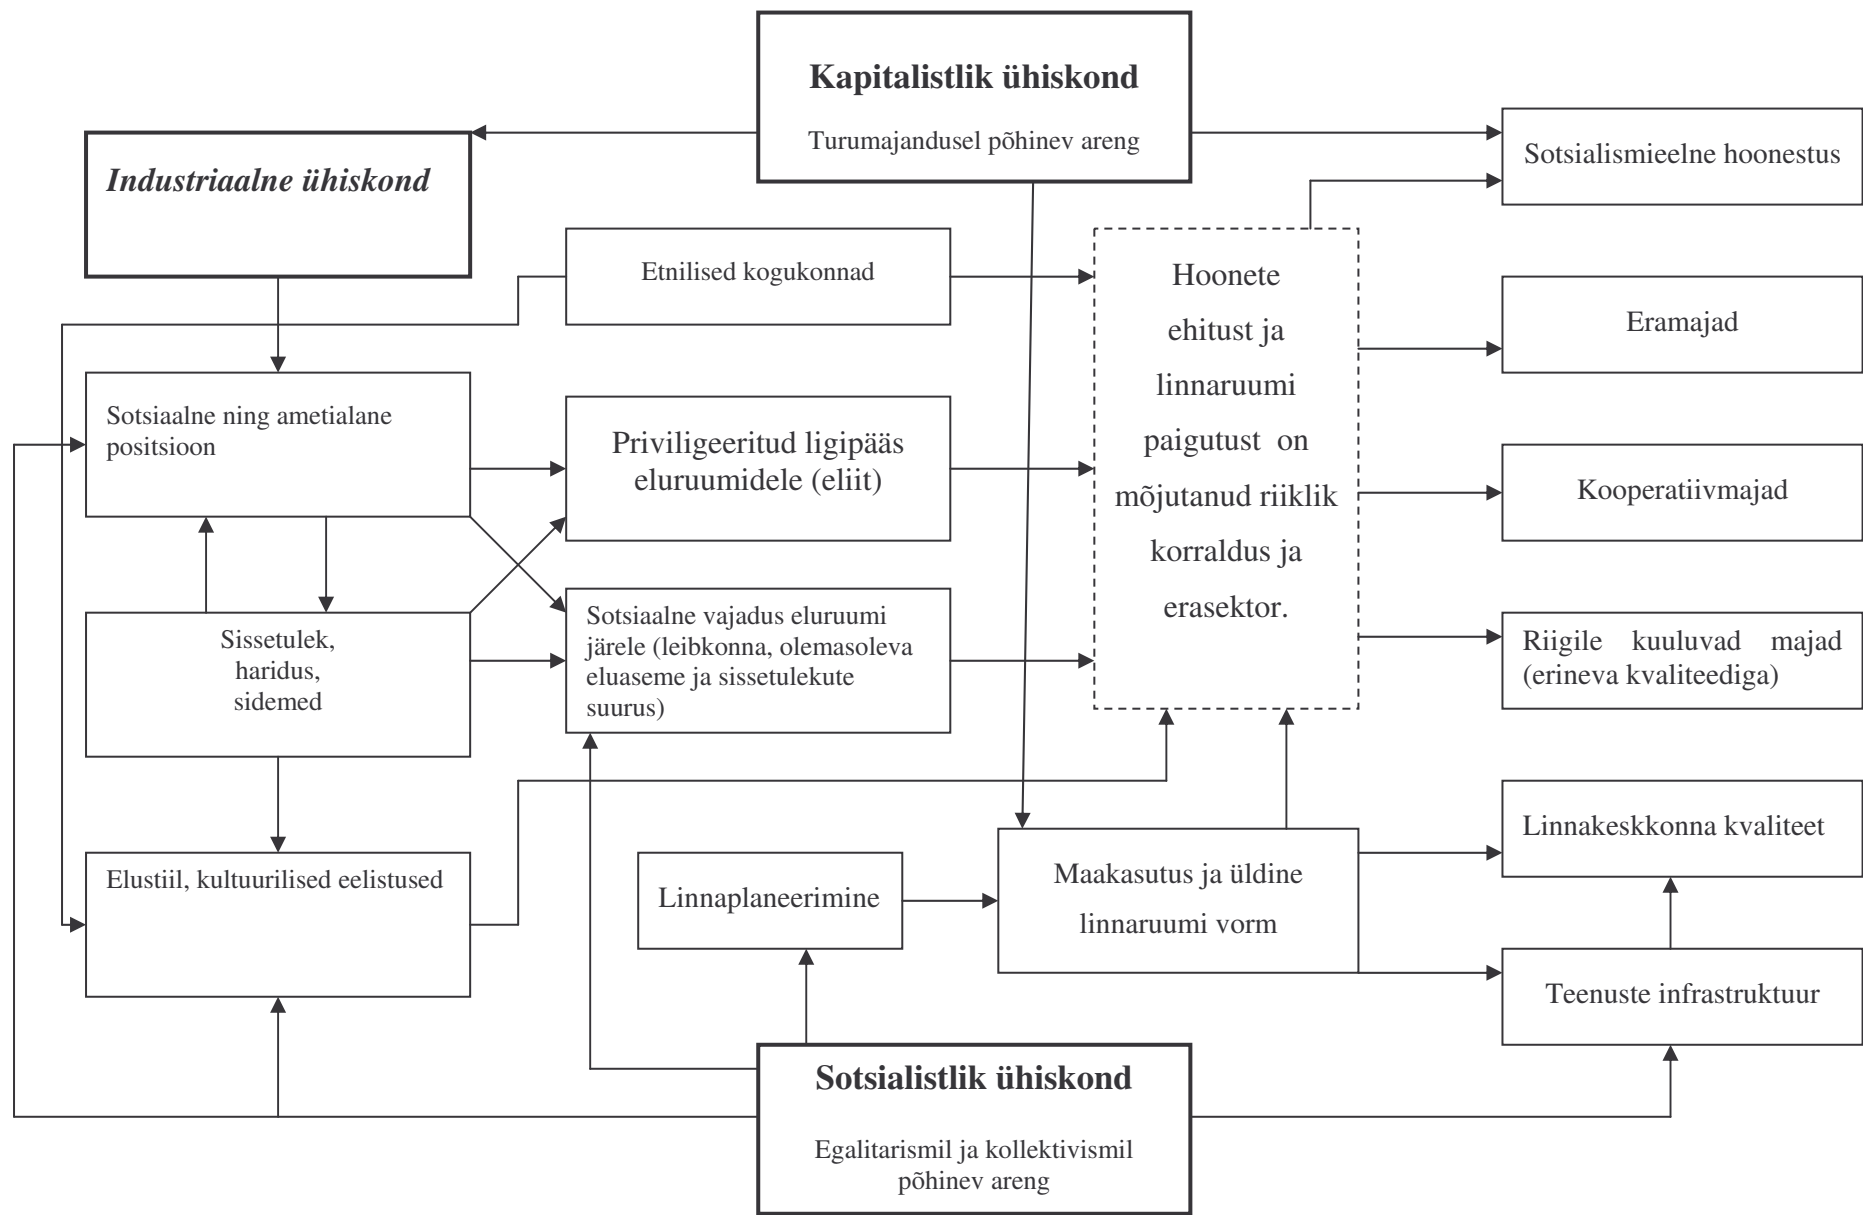 Kapitalistlik ühiskond
Turumajandusel põhinev areng
Industriaalne ühiskond
Sotsialismieelne hoonestus
Etnilised kogukonnad
Hoonete
ehitust ja
linnaruumi
paigutust on
mõjutanud riiklik
korraldus ja
erasektor.
Eramajad
Sotsiaalne ning ametialane
positsioon
Priviligeeritud ligipääs
eluruumidele (eliit)
Kooperatiivmajad
Sissetulek,
haridus,
sidemed
Sotsiaalne vajadus eluruumi
järele (leibkonna, olemasoleva
eluaseme ja sissetulekute
suurus)
Riigile kuuluvad majad
(erineva kvaliteediga)
Elustiil, kultuurilised eelistused
Linnaplaneerimine
Maakasutus ja üldine
linnaruumi vorm
Linnakeskkonna kvaliteet
Teenuste infrastruktuur
Sotsialistlik ühiskond
Egalitarismil ja kollektivismil
põhinev areng